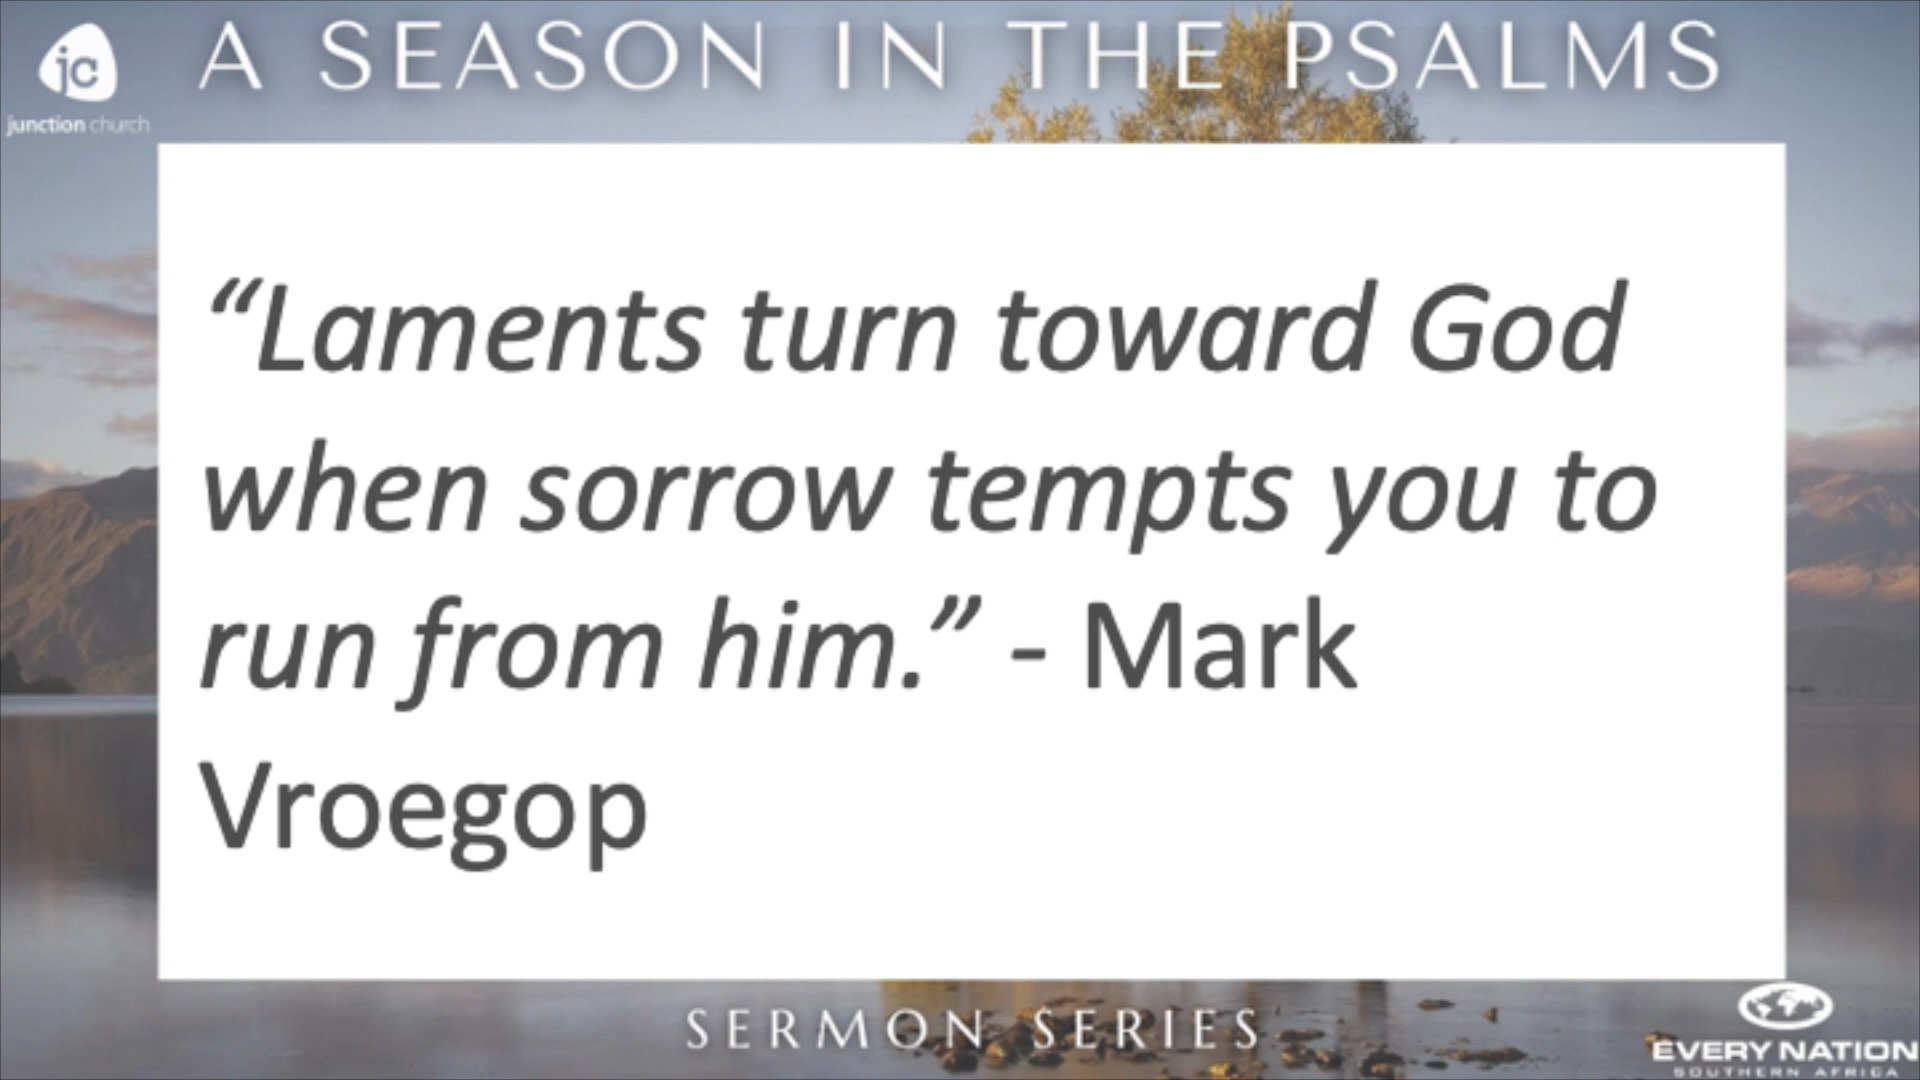 jc
junction church
A SEASON IN THE PSALMS
“Laments turn toward God
when sorrow tempts you to
run from him.” - Mark
Vroegop
SERMON SERIES
EVERY NATION
SOUTHERN AFRICA